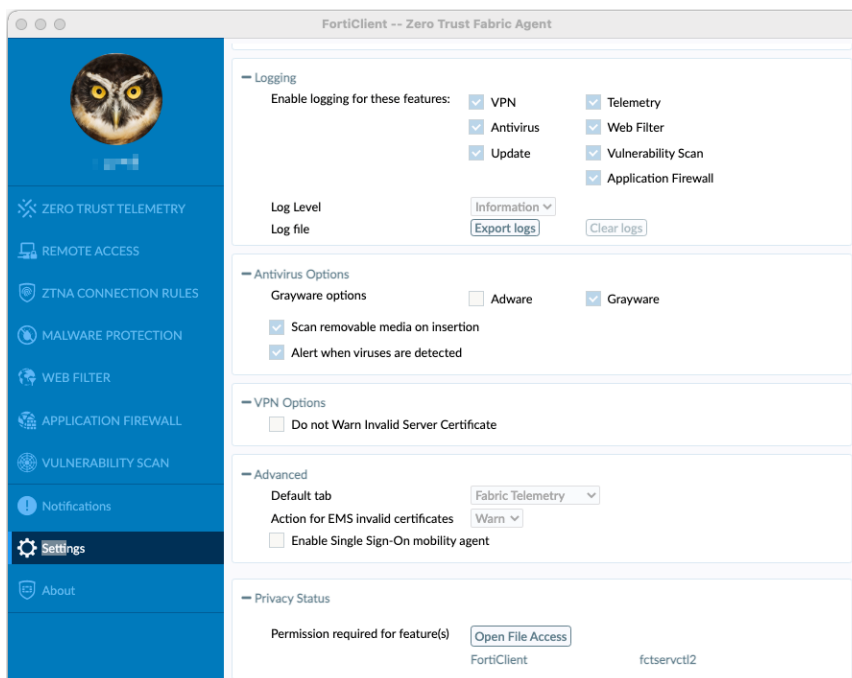 FortiClient -- Zero Trust Fabric Agent
ZERO TRUST TELEMETRY
REMOTE ACCESS
ZTNA CONNECTION RULES
MALWARE PROTECTION
WEB FILTER
APPLICATION FIREWALL
VULNERABILITY SCAN
Notifications
Settings
About
Logging
Enable logging for these features: VPN Telemetry
Antivirus Web Filter
Update Vulnerability Scan
Application Firewall
Log Level Information
Log file Export logs Clear logs
Antivirus Options
Grayware options Adware Grayware
Scan removable media on insertion
Alert when viruses are detected
VPN Options
Do not Warn Invalid Server Certificate
Advanced
Default tab Fabric Telemetry
Action for EMS invalid certificates Warn
Enable Single Sign-On mobility agent
Privacy Status
Permission required for feature(s) Open File Access
FortiClient fctservctl2